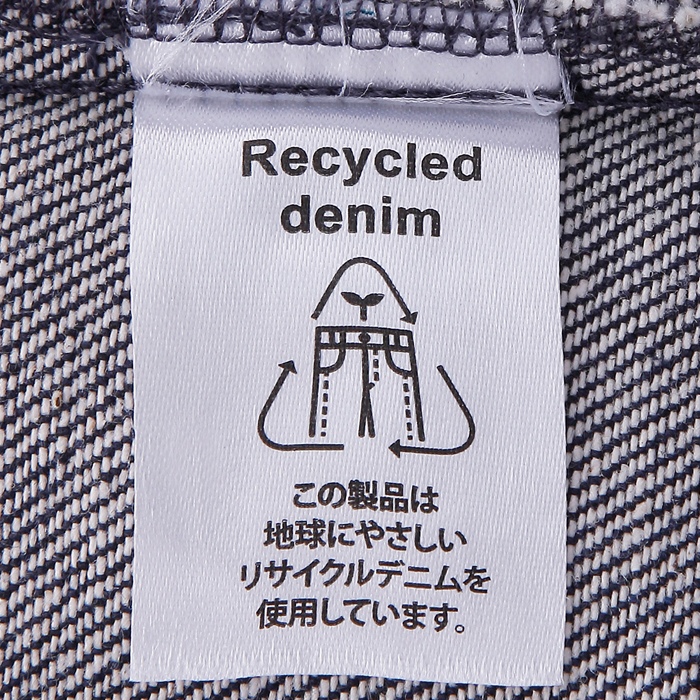 Recycled
denim
この製品は
地球にやさしい
リサイクルデニムを
使用しています。